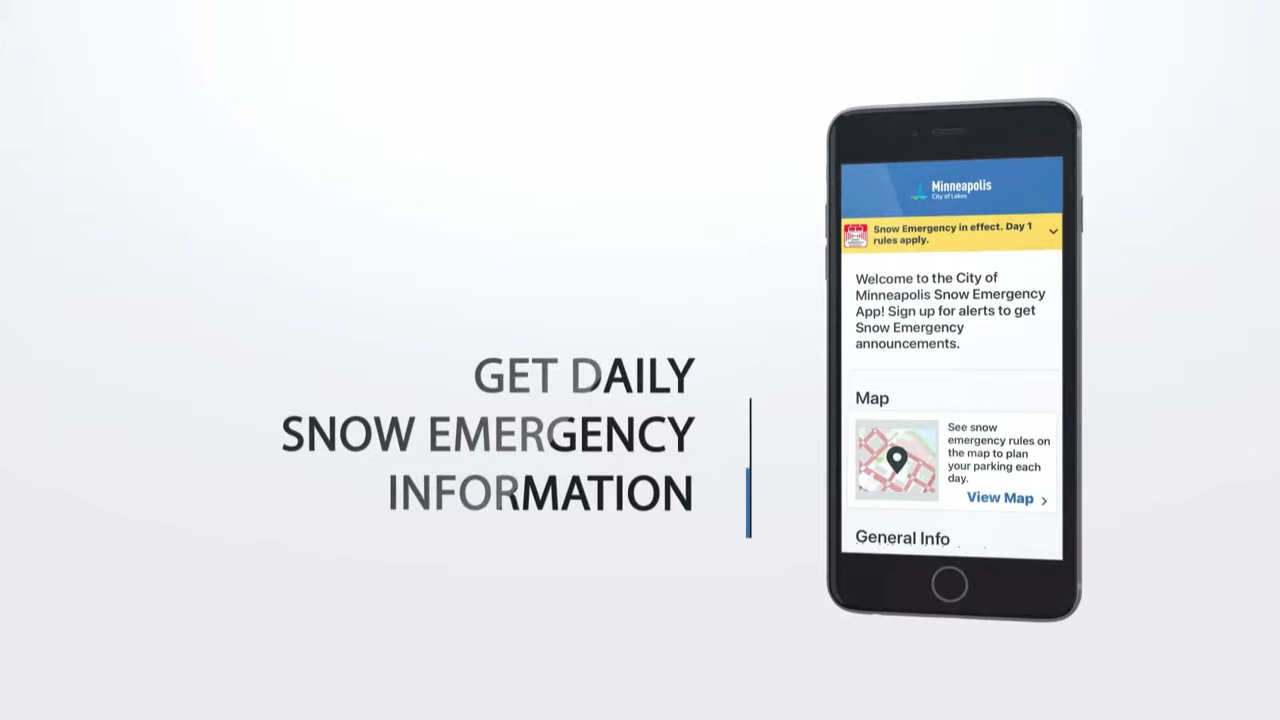 GET DAILY
SNOW EMERGENCY
INFORMATION
Minneapolis
City of Lakes
Snow Emergency in effect. Day 1
rules apply.
Welcome to the City of
Minneapolis Snow Emergency
App! Sign up for alerts to get
Snow Emergency
announcements.
Map
See snow
emergency rules on
the map to plan
your parking each
day.
View Map
General Info